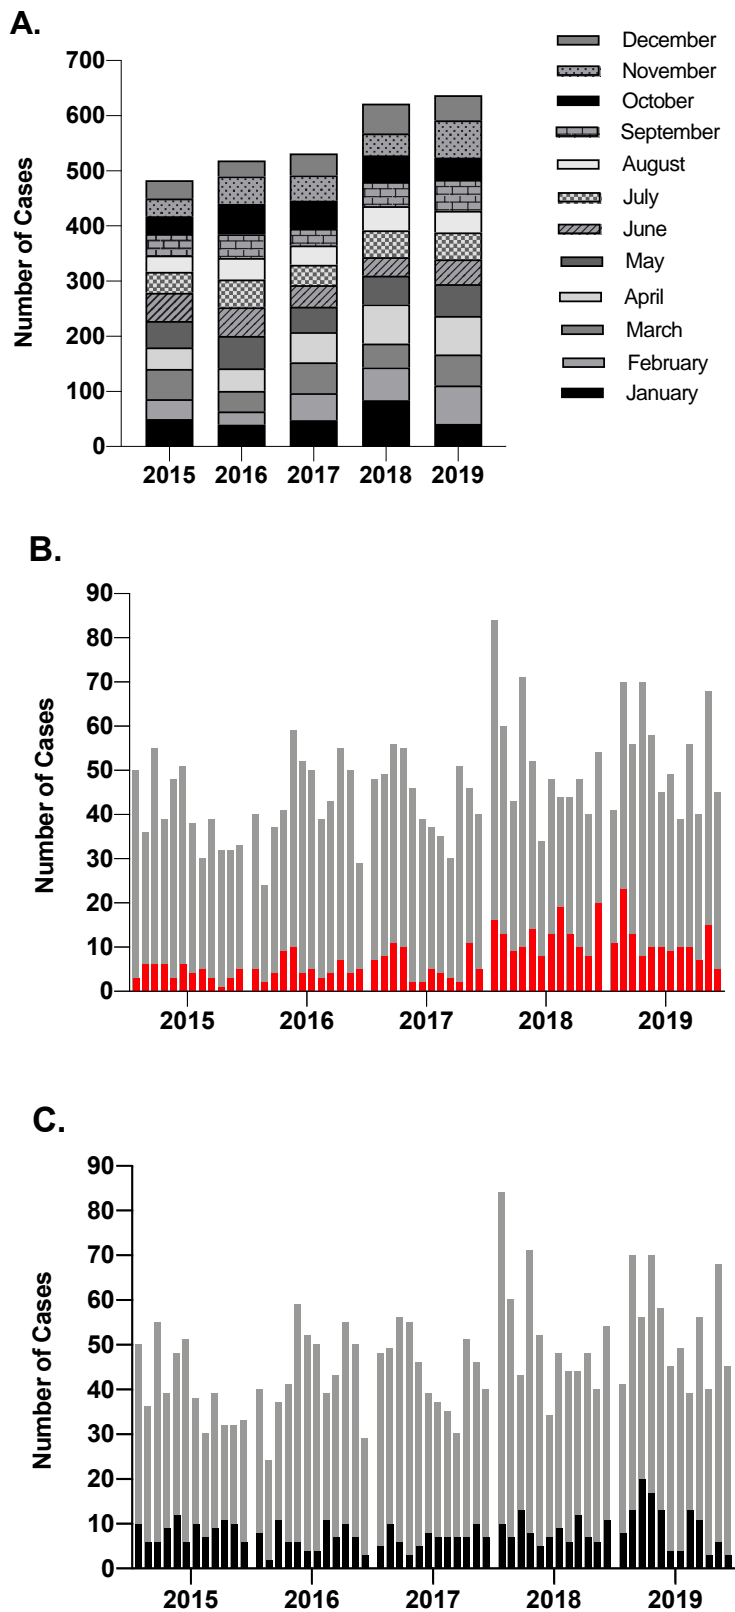 A.
700
600
500
400
300
200
100
0
Number of Cases
2015 2016 2017 2018 2019
December
November
October
September
August
July
June
May
April
March
February
January
B.
90
80
70
60
50
40
30
20
10
0
Number of Cases
2015 2016 2017 2018 2019
C.
90
80
70
60
50
40
30
20
10
0
Number of Cases
2015 2016 2017 2018 2019